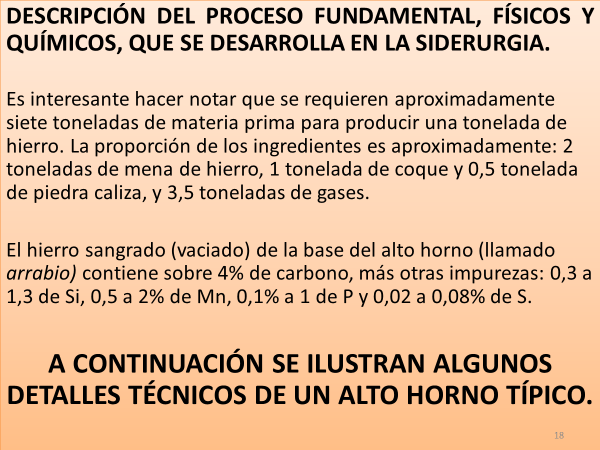 DESCRIPCIÓN DEL PROCESO FUNDAMENTAL, FÍSICOS Y
QUÍMICOS, QUE SE DESARROLLA EN LA SIDERURGIA.
Es interesante hacer notar que se requieren aproximadamente
siete toneladas de materia prima para producir una tonelada de
hierro. La proporción de los ingredientes es aproximadamente: 2
toneladas de mena de hierro, 1 tonelada de coque y 0,5 tonelada
de piedra caliza, y 3,5 toneladas de gases.
El hierro sangrado (vaciado) de la base del alto horno (llamado
arrabio) contiene sobre 4% de carbono, más otras impurezas: 0,3 a
1,3 de Si, 0,5 a 2% de Mn, 0,1% a 1 de P y 0,02 a 0,08% de S.
A CONTINUACIÓN SE ILUSTRAN ALGUNOS
DETALLES TÉCNICOS DE UN ALTO HORNO TÍPICO.
18